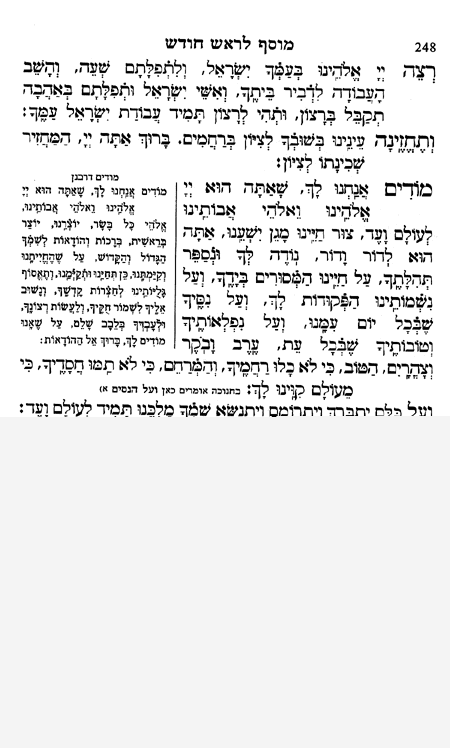 248
מוסף לראש חודש
רְצֵה יְיָ אֱלֹהֵֽינוּ בְּעַמְּךָ יִשְׂרָאֵל, וְלִתְפִלָּתָם שְׁעֵה, וְהָשֵׁב
הָעֲבוֹדָה לִדְבִיר בֵּיתֶֽךָ, וְאִשֵּׁי יִשְׂרָאֵל וּתְפִלָּתָם בְּאַהֲבָה
תְקַבֵּל בְּרָצוֹן, וּתְהִי לְרָצוֹן תָּמִיד עֲבוֹדַת יִשְׂרָאֵל עַמֶּֽךָ:
וְתֶחֱזֶֽינָה עֵינֵֽינוּ בְּשׁוּבְךָ לְצִיּוֹן בְּרַחֲמִים. בָּרוּךְ אַתָּה יְיָ, הַמַּחֲזִיר
שְׁכִינָתוֹ לְצִיּוֹן:
מוֹדִים אֲנַֽחְנוּ לָךְ, שָׁאַתָּה הוּא יְיָ
אֱלֹהֵֽינוּ וֵאלֹהֵי אֲבוֹתֵֽינוּ
לְעוֹלָם וָעֶד, צוּר חַיֵּֽינוּ מָגֵן יִשְׁעֵֽנוּ, אַתָּה
הוּא לְדוֹר וָדוֹר, נֽוֹדֶה לְּךָ וּנְסַפֵּר
תְּהִלָּתֶֽךָ, עַל חַיֵּֽינוּ הַמְּסוּרִים בְּיָדֶֽךָ, וְעַל
נִשְׁמוֹתֵֽינוּ הַפְּקוּדוֹת לָךְ, וְעַל נִסֶּֽיךָ
שֶׁבְּכָל יוֹם עִמָּֽנוּ, וְעַל נִפְלְאוֹתֶֽיךָ
וְטוֹבוֹתֶֽיךָ שֶׁבְּכָל עֵת, עֶֽרֶב וָבֹֽקֶר
וְצָהֳרָֽיִם, הַטּוֹב, כִּי לֹא כָלוּ רַחֲמֶֽיךָ, וְהַמְרַחֵם, כִּי לֹא תַֽמּוּ חֲסָדֶֽיךָ, כִּי
מֵעוֹלָם קִוִּֽינוּ לָךְ: בחנוכה אומרים כאן ועל הנסים א)
מודים דרבנן
מוֹדִים אֲנַֽחְנוּ לָךְ, שָׁאַתָּה הוּא יְיָ
אֱלֹהֵֽינוּ וֵאלֹהֵי אֲבוֹתֵֽינוּ,
אֱלֹהֵי כָּל בָּשָׂר, יוֹצְרֵֽנוּ, יוֹצֵר
בְּרֵאשִׁית, בְּרָכוֹת וְהוֹדָאוֹת לְשִׁמְךָ
הַגָּדוֹל וְהַקָּדוֹשׁ, עַל שֶׁהֶחֱיִיתָֽנוּ
וְקִיַּמְתָּֽנוּ, כֵּן תְּחַיֵּֽנוּ וּתְקַיְּמֵֽנוּ, וְתֶאֱסוֹף
גָּלֻיּוֹתֵֽינוּ לְחַצְרוֹת קָדְשֶֽׁךָ, וְנָשׁוּב
אֵלֶֽיךָ לִשְׁמוֹר חֻקֶּֽיךָ, וְלַעֲשׂוֹת רְצוֹנֶֽךָ,
וּלְעָבְדְּךָ בְּלֵבָב שָׁלֵם, עַל שֶׁאָֽנוּ
מוֹדִים לָךְ, בָּרוּךְ אֵל הַהוֹדָאוֹת:
וְעַל כֻּלָּם יִתְבָּרֵךְ וְיִתְרוֹמֵם וְיִתְנַשֵּׂא שִׁמְךָ מַלְכֵּֽנוּ תָּמִיד לְעוֹלָם וָעֶד: